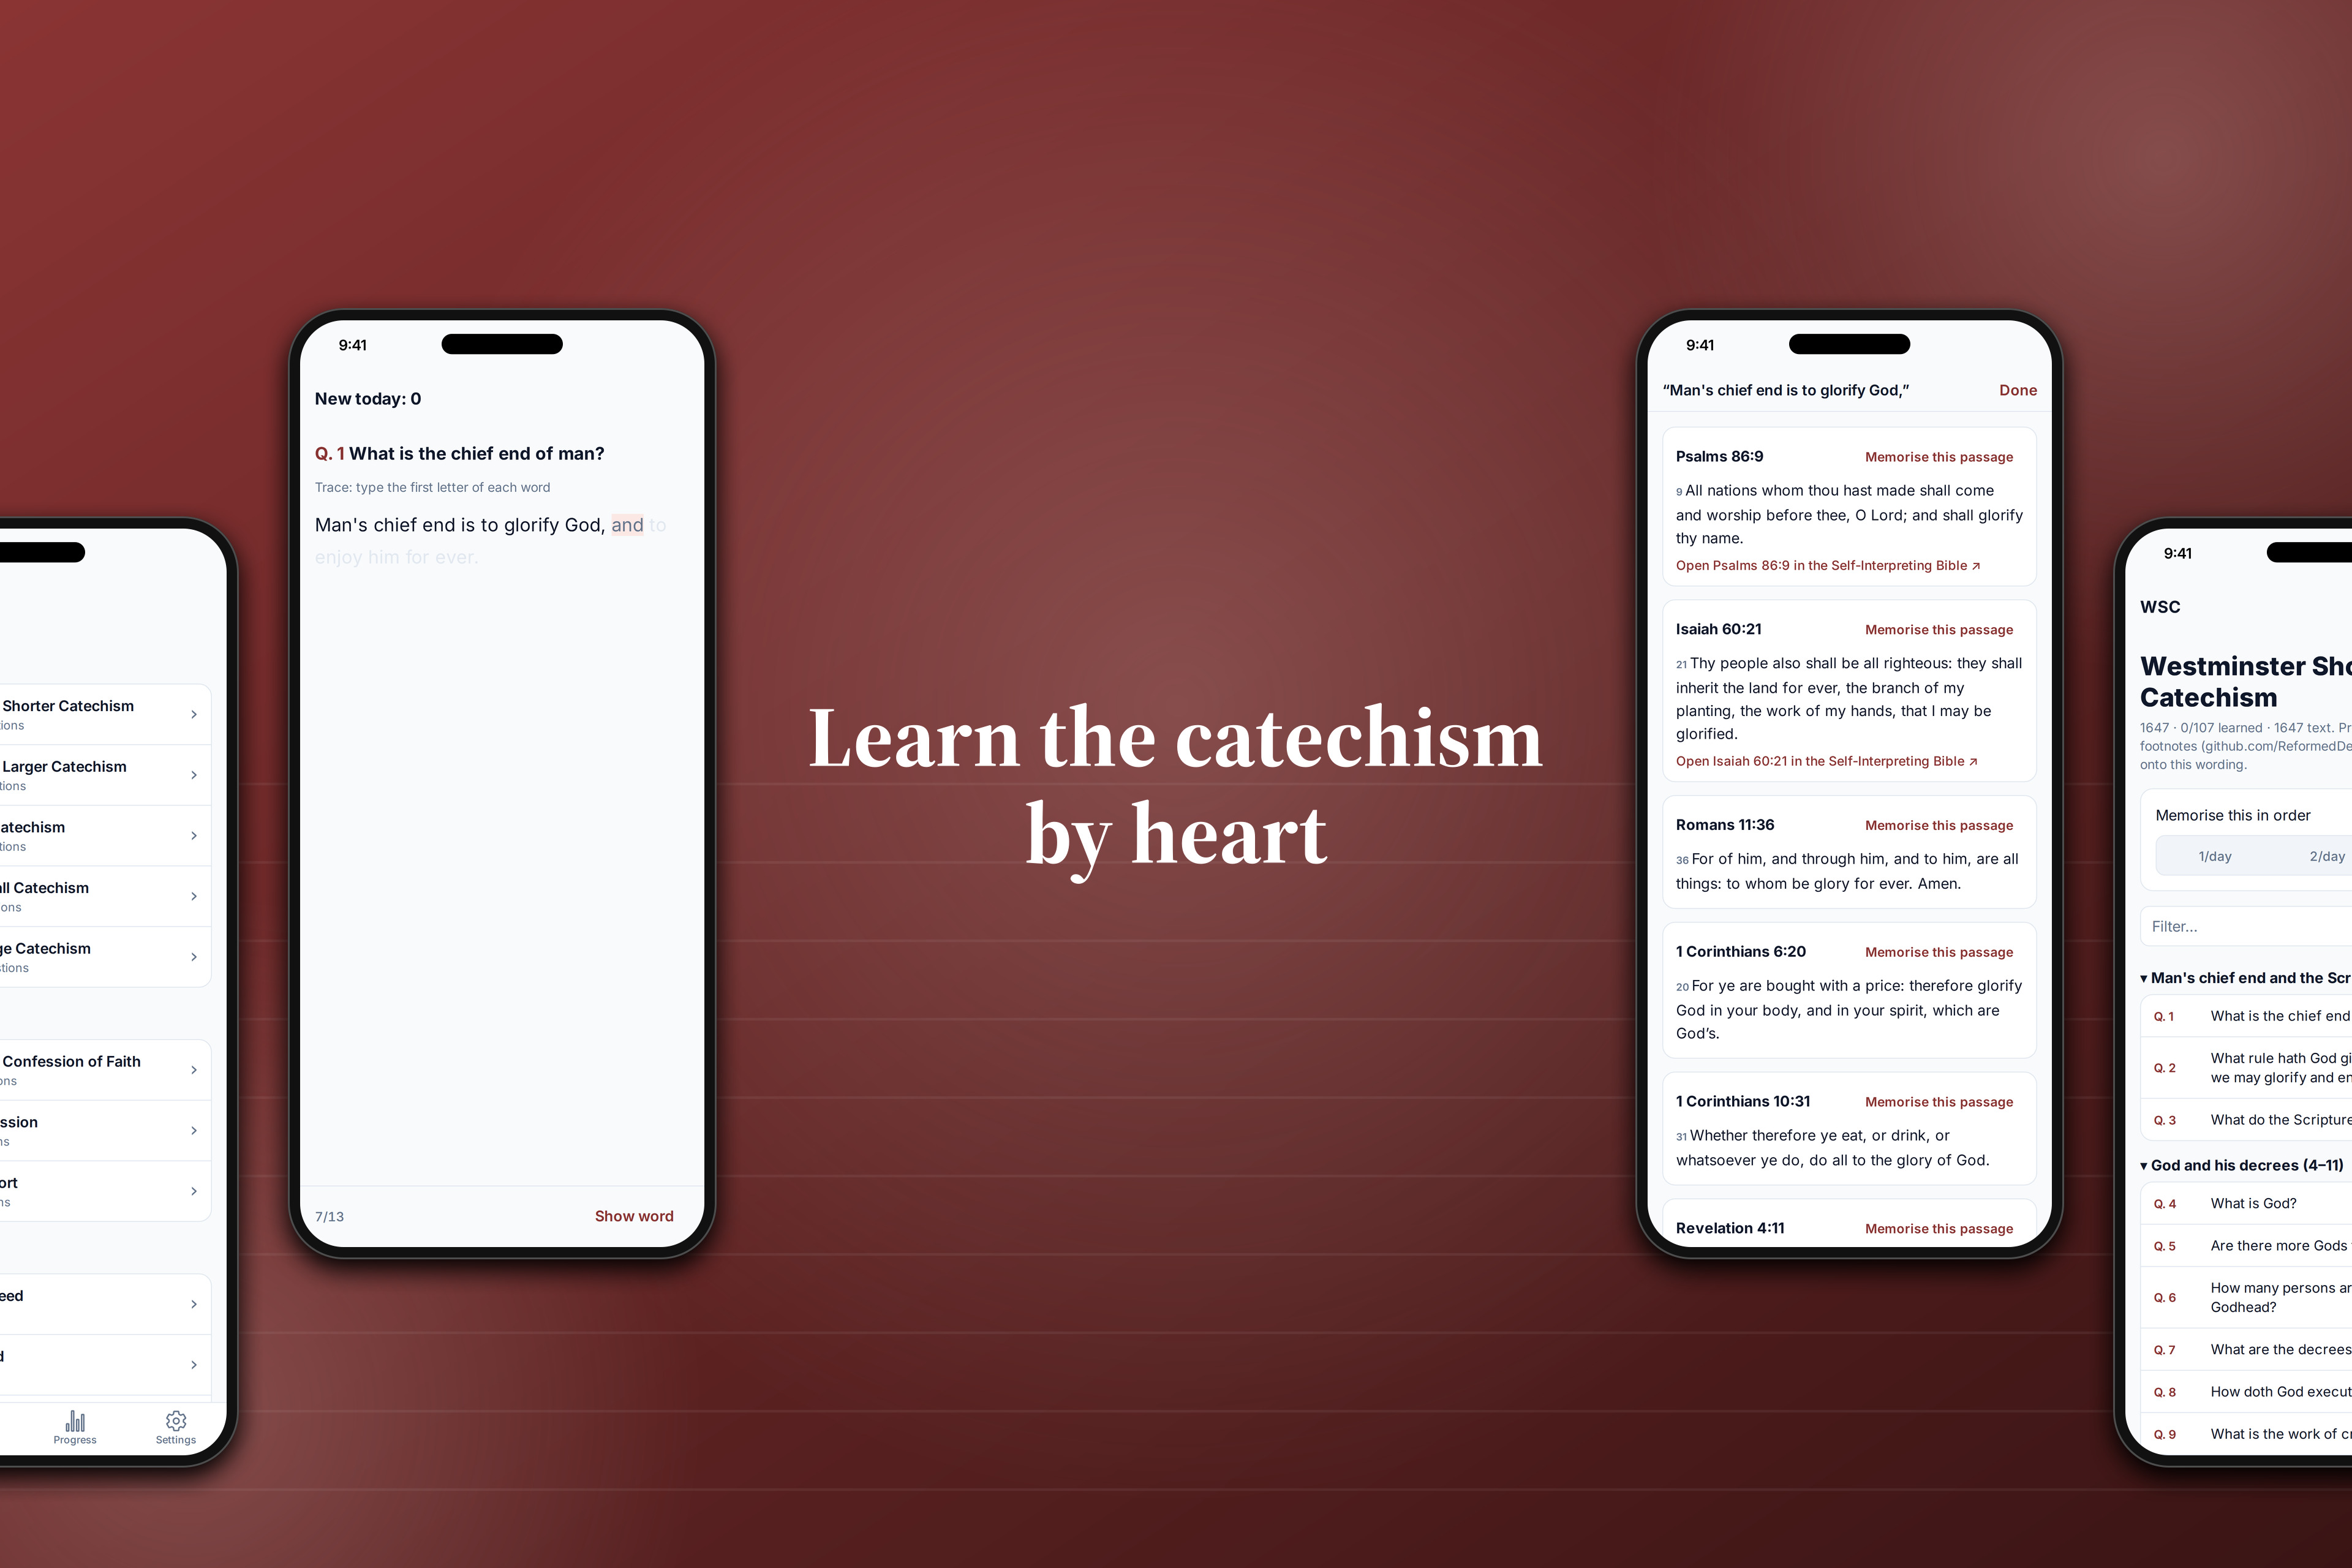 Shorter Catechism
tions
Larger Catechism
tions
atechism
tions
ll Catechism
ons
ge Catechism
stions
Confession of Faith
ons
ssion
ns
ort
ns
eed
d
Progress
Settings
9:41
New today: 0
Q. 1 What is the chief end of man?
Trace: type the first letter of each word
Man's chief end is to glorify God, and to
enjoy him for ever.
7/13
Show word
Learn the catechism
by heart
9:41
“Man's chief end is to glorify God,”
Done
Psalms 86:9
Memorise this passage
9 All nations whom thou hast made shall come
and worship before thee, O Lord; and shall glorify
thy name.
Open Psalms 86:9 in the Self-Interpreting Bible ↗
Isaiah 60:21
Memorise this passage
21 Thy people also shall be all righteous: they shall
inherit the land for ever, the branch of my
planting, the work of my hands, that I may be
glorified.
Open Isaiah 60:21 in the Self-Interpreting Bible ↗
Romans 11:36
Memorise this passage
36 For of him, and through him, and to him, are all
things: to whom be glory for ever. Amen.
1 Corinthians 6:20
Memorise this passage
20 For ye are bought with a price: therefore glorify
God in your body, and in your spirit, which are
God’s.
1 Corinthians 10:31
Memorise this passage
31 Whether therefore ye eat, or drink, or
whatsoever ye do, do all to the glory of God.
Revelation 4:11
Memorise this passage
9:41
WSC
Westminster Sho
Catechism
1647 · 0/107 learned · 1647 text. Pr
footnotes (github.com/ReformedDe
onto this wording.
Memorise this in order
1/day
2/day
Filter...
▾ Man's chief end and the Scr
Q. 1
What is the chief end
Q. 2
What rule hath God gi
we may glorify and en
Q. 3
What do the Scripture
▾ God and his decrees (4–11)
Q. 4
What is God?
Q. 5
Are there more Gods
Q. 6
How many persons ar
Godhead?
Q. 7
What are the decrees
Q. 8
How doth God execut
Q. 9
What is the work of cr